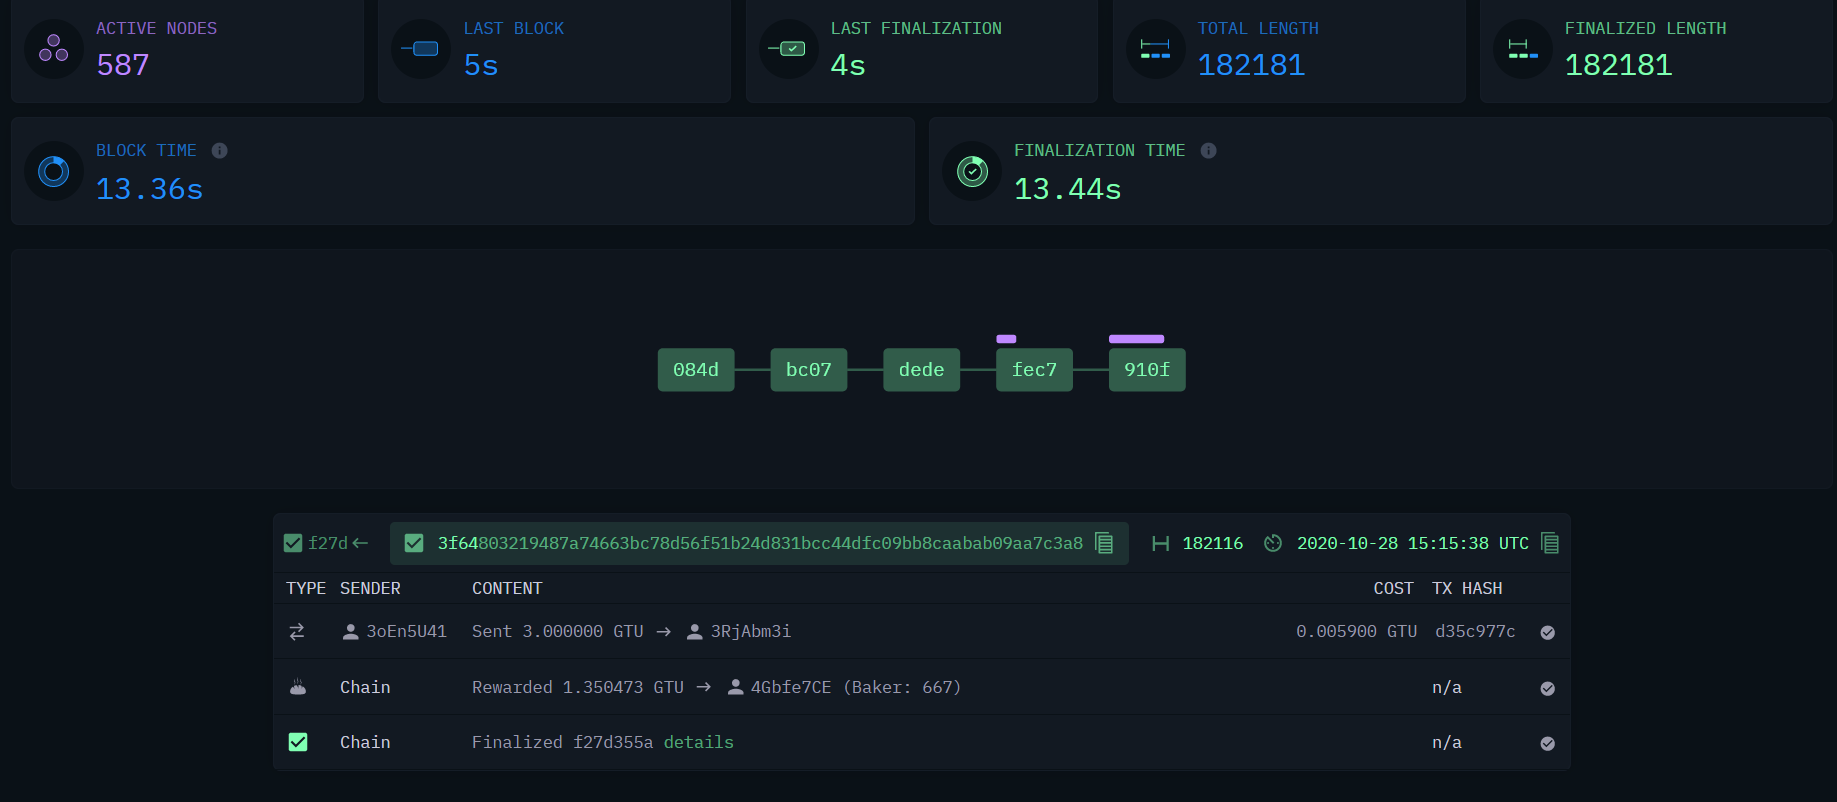 ACTIVE NODES
587
LAST BLOCK
5s
LAST FINALIZATION
4s
TOTAL LENGTH
182181
FINALIZED LENGTH
182181
BLOCK TIME
13.36s
FINALIZATION TIME
13.44s
084d bc07 dede fec7 910f
f27d 3f64803219487a74663bc78d56f51b24d831bcc44dfc09bb8caabab09aa7c3a8 182116 2020-10-28 15:15:38 UTC
TYPE SENDER CONTENT COST TX HASH
3oEn5U41 Sent 3.000000 GTU → 3RjAbm3i 0.005900 GTU d35c977c
Chain Rewarded 1.350473 GTU → 4Gbfe7CE (Baker: 667) n/a
Chain Finalized f27d355a details n/a